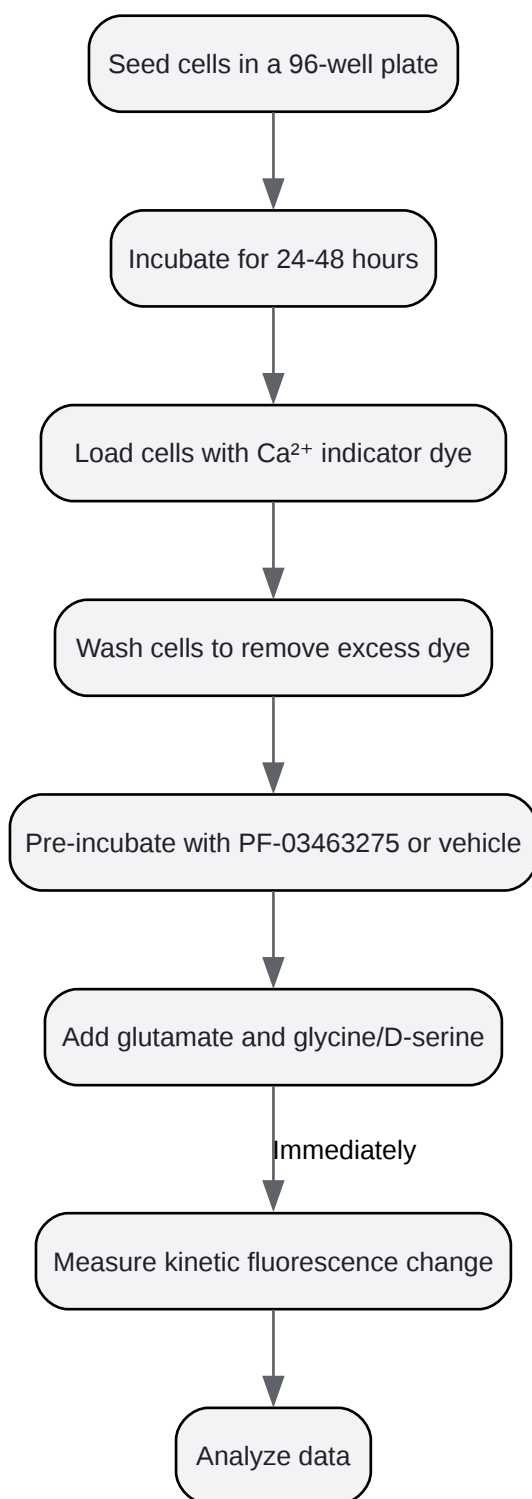 Seed cells in a 96-well plate
Incubate for 24-48 hours
Load cells with Ca²⁺ indicator dye
Wash cells to remove excess dye
Pre-incubate with PF-03463275 or vehicle
Add glutamate and glycine/D-serine
Immediately
Measure kinetic fluorescence change
Analyze data